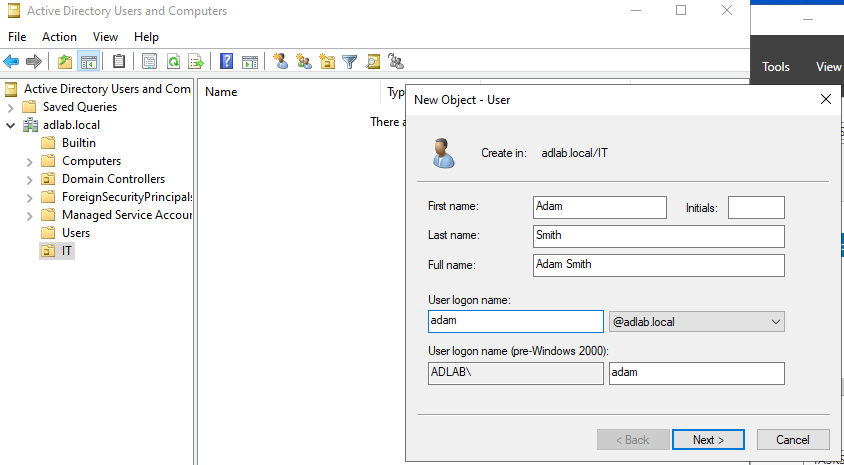 Active Directory Users and Computers
File Action View Help
Tools View
Active Directory Users and Com
Saved Queries
adlab.local
Builtin
Computers
Domain Controllers
ForeignSecurityPrincipals
Managed Service Accour
Users
IT
Name
There a
New Object - User
Create in: adlab.local/IT
First name: Adam Initials:
Last name: Smith
Full name: Adam Smith
User logon name:
adam @adlab.local
User logon name (pre-Windows 2000):
ADLAB\ adam
< Back Next > Cancel